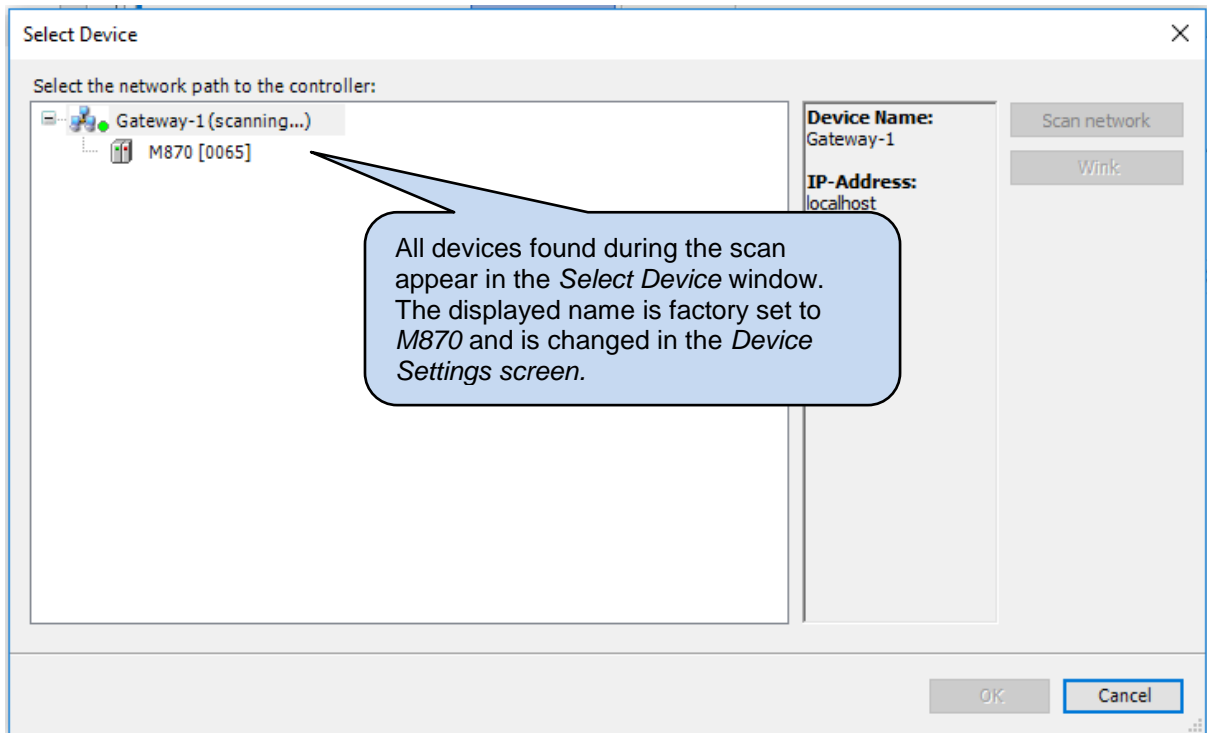 Select Device
Select the network path to the controller:
Gateway-1 (scanning...)
M870 [0065]
Device Name:
Gateway-1
IP-Address:
localhost
Scan network
Wink
All devices found during the scan
appear in the Select Device window.
The displayed name is factory set to
M870 and is changed in the Device
Settings screen.
OK
Cancel